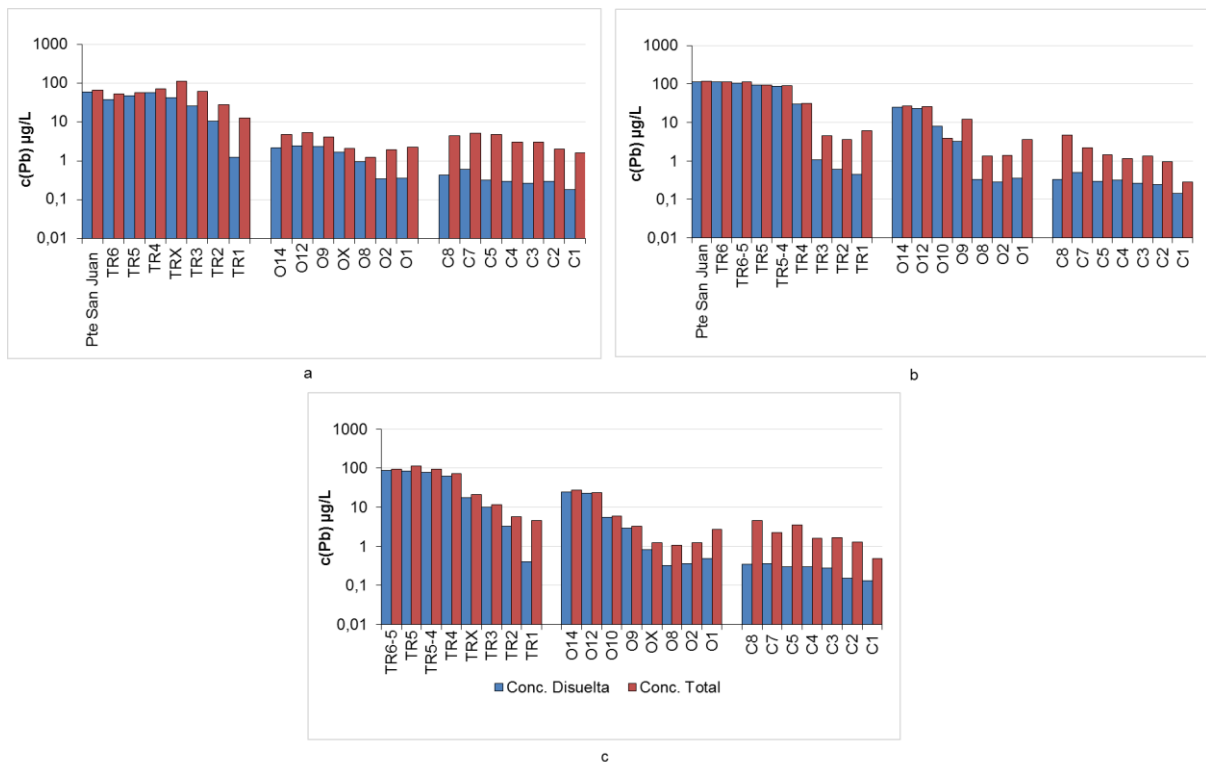 1000
100
10
1
0,1
0,01
c(Pb) µg/L
Pte San Juan
TR6
TR5
TR4
TRX
TR3
TR2
TR1
O14
O12
O9
OX
O8
O2
O1
C8
C7
C5
C4
C3
C2
C1
a
1000
100
10
1
0,1
0,01
c(Pb) µg/L
Pte San Juan
TR6
TR6-5
TR5
TR5-4
TR4
TR3
TR2
TR1
O14
O12
O10
O9
O8
O2
O1
C8
C7
C5
C4
C3
C2
C1
b
1000
100
10
1
0,1
0,01
c(Pb) µg/L
TR6-5
TR5
TR5-4
TR4
TRX
TR3
TR2
TR1
O14
O12
O10
O9
OX
O8
O2
O1
C8
C7
C5
C4
C3
C2
C1
Conc. Disuelta
Conc. Total
c